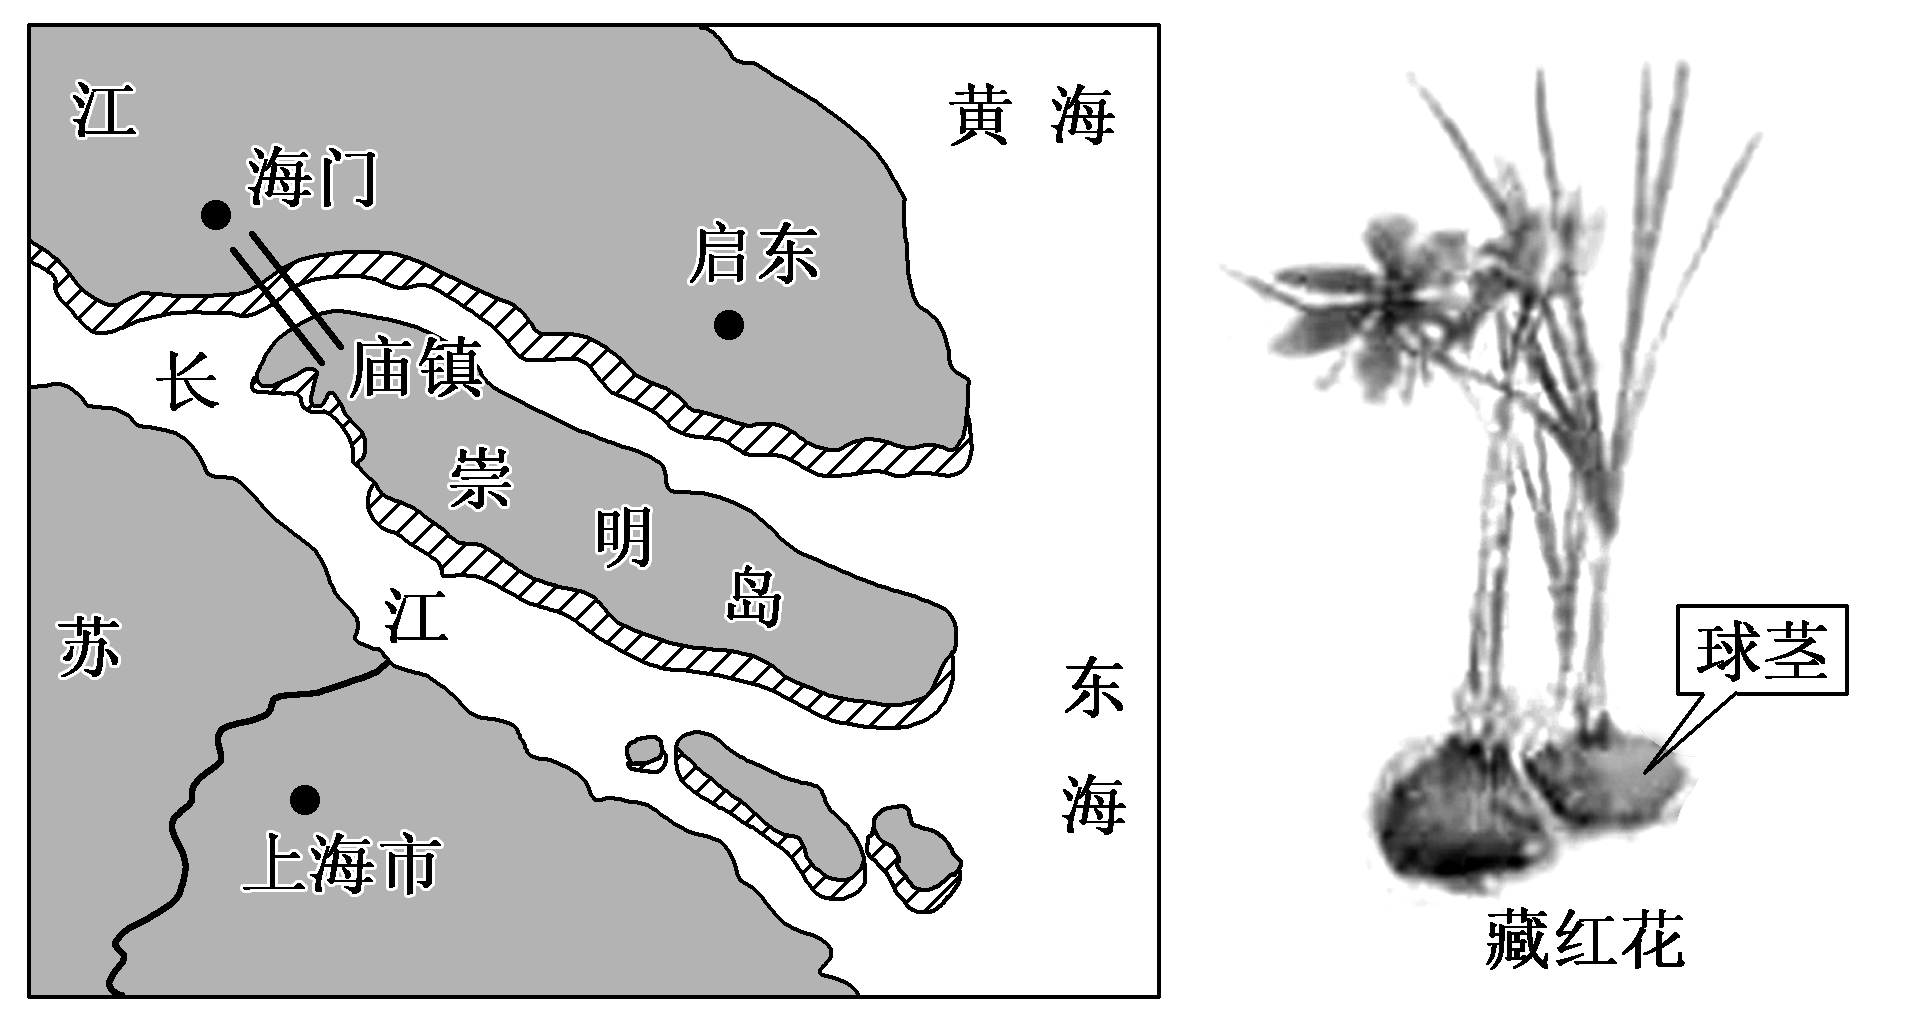 江
黄 海
海门
启东
庙镇
长
崇
明
岛
江
苏
东
海
上海市
球茎
藏红花